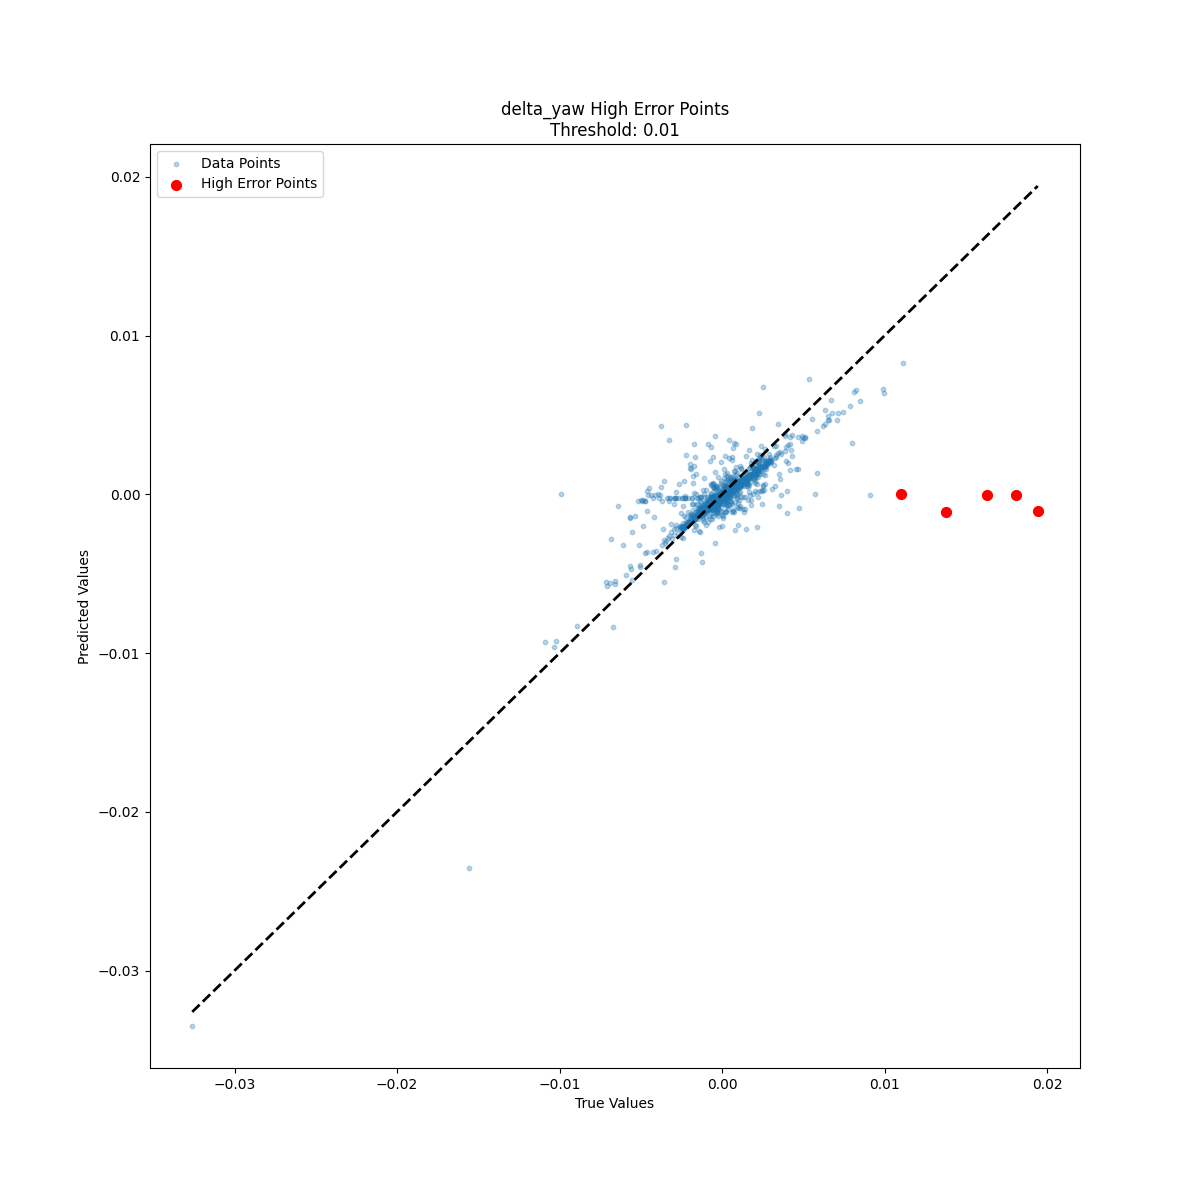 delta_yaw High Error Points
Threshold: 0.01
Data Points
High Error Points
0.02
0.01
0.00
−0.01
−0.02
−0.03
Predicted Values
−0.03
−0.02
−0.01
0.00
0.01
0.02
True Values